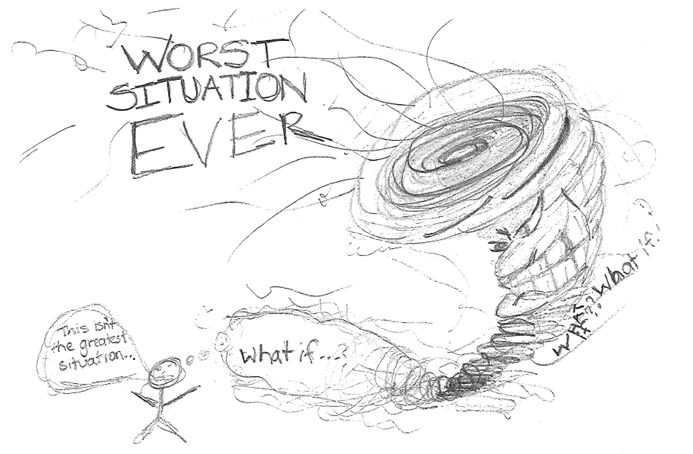 WORST
SITUATION
EVER
This isn't
the greatest
situation...
What if...?
WHAT
IF??
What if..?